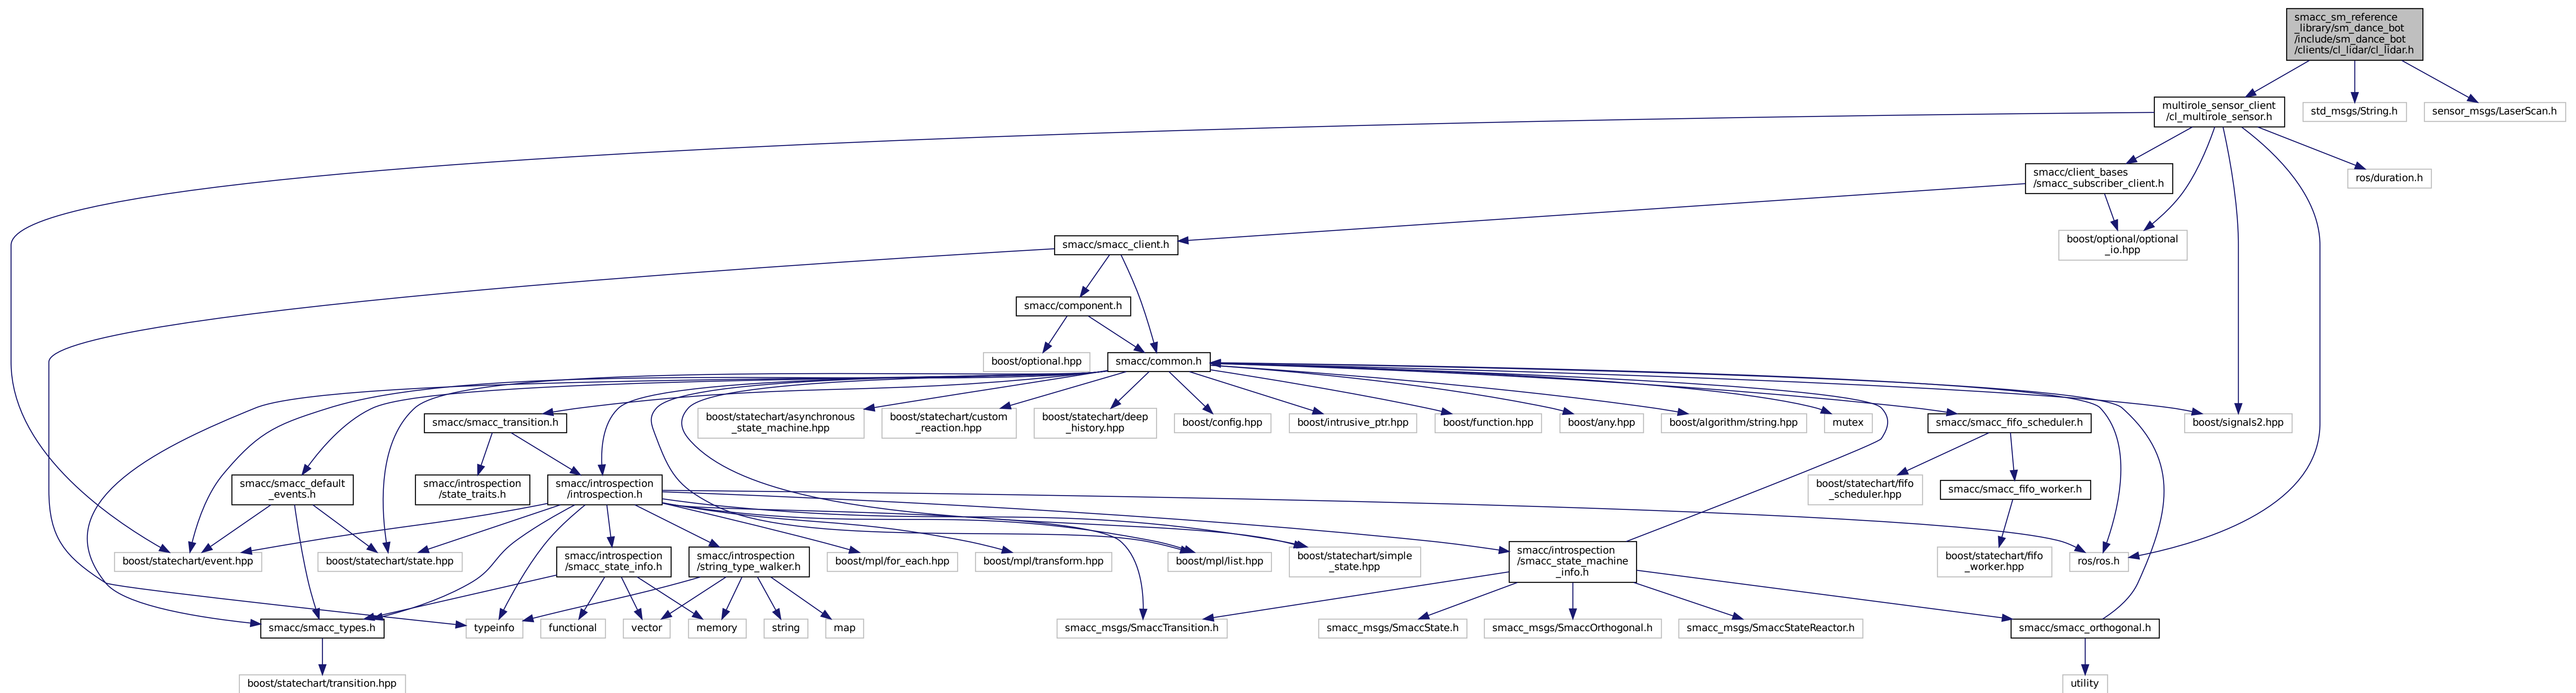 smacc_sm_reference
_library/sm_dance_bot
/include/sm_dance_bot
/clients/cl_lidar/cl_lidar.h
multirole_sensor_client
/cl_multirole_sensor.h
std_msgs/String.h
sensor_msgs/LaserScan.h
smacc/client_bases
/smacc_subscriber_client.h
ros/duration.h
smacc/smacc_client.h
boost/optional/optional
_io.hpp
smacc/component.h
boost/optional.hpp
smacc/common.h
smacc/smacc_transition.h
boost/statechart/asynchronous
_state_machine.hpp
boost/statechart/custom
_reaction.hpp
boost/statechart/deep
_history.hpp
boost/config.hpp
boost/intrusive_ptr.hpp
boost/function.hpp
boost/any.hpp
boost/algorithm/string.hpp
mutex
smacc/smacc_fifo_scheduler.h
boost/signals2.hpp
smacc/smacc_default
_events.h
smacc/introspection
/state_traits.h
smacc/introspection
/introspection.h
boost/statechart/fifo
_scheduler.hpp
smacc/smacc_fifo_worker.h
boost/statechart/event.hpp
boost/statechart/state.hpp
smacc/introspection
/smacc_state_info.h
smacc/introspection
/string_type_walker.h
boost/mpl/for_each.hpp
boost/mpl/transform.hpp
boost/mpl/list.hpp
boost/statechart/simple
_state.hpp
smacc/introspection
/smacc_state_machine
_info.h
boost/statechart/fifo
_worker.hpp
ros/ros.h
smacc/smacc_types.h
typeinfo
functional
vector
memory
string
map
smacc_msgs/SmaccTransition.h
smacc_msgs/SmaccState.h
smacc_msgs/SmaccOrthogonal.h
smacc_msgs/SmaccStateReactor.h
smacc/smacc_orthogonal.h
boost/statechart/transition.hpp
utility